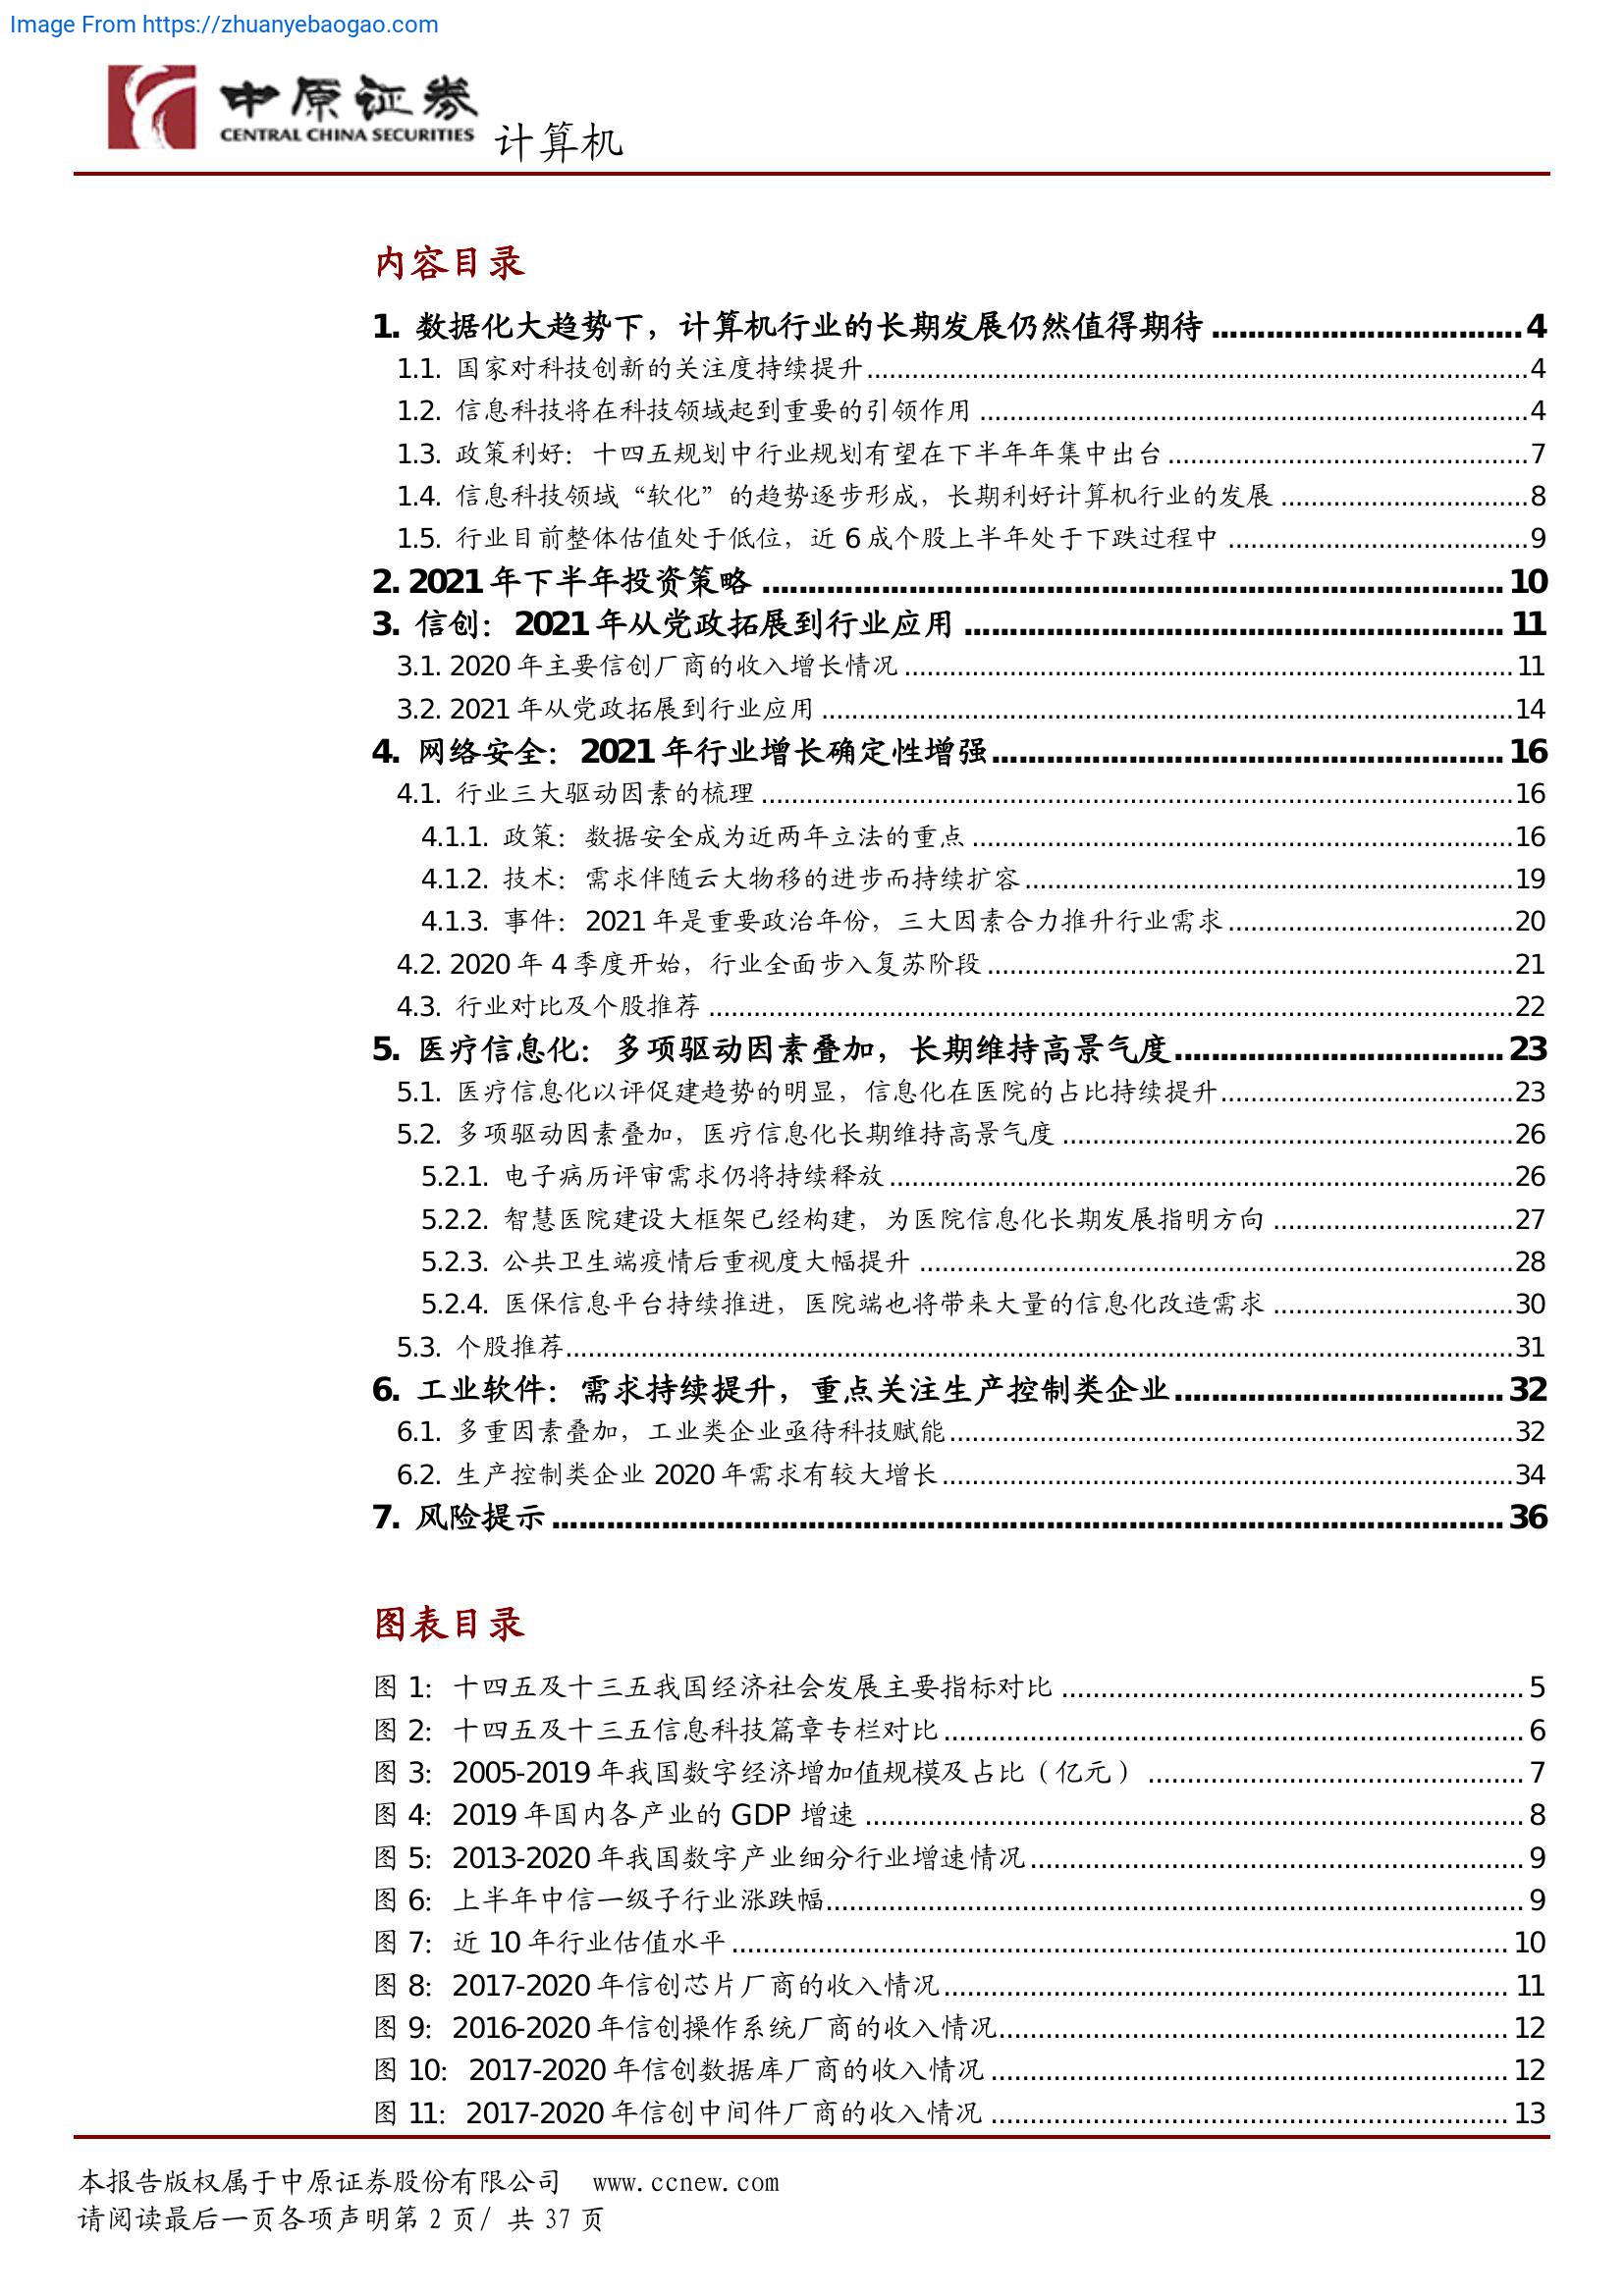 Image From https://zhuanyebaogao.com
中原证券
CENTRAL CHINA SECURITIES
计算机
内容目录
1. 数据化大趋势下，计算机行业的长期发展仍然值得期待..................................4
1.1. 国家对科技创新的关注度持续提升..................................4
1.2. 信息科技将在科技领域起到重要的引领作用..................................4
1.3. 政策利好：十四五规划中行业规划有望在下半年年集中出台..................................7
1.4. 信息科技领域“软化”的趋势逐步形成，长期利好计算机行业的发展..................................8
1.5. 行业目前整体估值处于低位，近 6 成个股上半年处于下跌过程中..................................9
2. 2021 年下半年投资策略..................................10
3. 信创：2021 年从党政拓展到行业应用..................................11
3.1. 2020 年主要信创厂商的收入增长情况..................................11
3.2. 2021 年从党政拓展到行业应用..................................14
4. 网络安全：2021 年行业增长确定性增强..................................16
4.1. 行业三大驱动因素的梳理..................................16
4.1.1. 政策：数据安全成为近两年立法的重点..................................16
4.1.2. 技术：需求伴随云大物移的进步而持续扩容..................................19
4.1.3. 事件：2021 年是重要政治年份，三大因素合力推升行业需求..................................20
4.2. 2020 年 4 季度开始，行业全面步入复苏阶段..................................21
4.3. 行业对比及个股推荐..................................22
5. 医疗信息化：多项驱动因素叠加，长期维持高景气度..................................23
5.1. 医疗信息化以评促建趋势的明显，信息化在医院的占比持续提升..................................23
5.2. 多项驱动因素叠加，医疗信息化长期维持高景气度..................................26
5.2.1. 电子病历评审需求仍将持续释放..................................26
5.2.2. 智慧医院建设大框架已经构建，为医院信息化长期发展指明方向..................................27
5.2.3. 公共卫生端疫情后重视度大幅提升..................................28
5.2.4. 医保信息平台持续推进，医院端也将带来大量的信息化改造需求..................................30
5.3. 个股推荐..................................31
6. 工业软件：需求持续提升，重点关注生产控制类企业..................................32
6.1. 多重因素叠加，工业类企业亟待科技赋能..................................32
6.2. 生产控制类企业 2020 年需求有较大增长..................................34
7. 风险提示..................................36
图表目录
图 1：十四五及十三五我国经济社会发展主要指标对比..................................5
图 2：十四五及十三五信息科技篇章专栏对比..................................6
图 3：2005-2019 年我国数字经济增加值规模及占比（亿元）..................................7
图 4：2019 年国内各产业的 GDP 增速..................................8
图 5：2013-2020 年我国数字产业细分行业增速情况..................................9
图 6：上半年中信一级子行业涨跌幅..................................9
图 7：近 10 年行业估值水平..................................10
图 8：2017-2020 年信创芯片厂商的收入情况..................................11
图 9：2016-2020 年信创操作系统厂商的收入情况..................................12
图 10：2017-2020 年信创数据库厂商的收入情况..................................12
图 11：2017-2020 年信创中间件厂商的收入情况..................................13
本报告版权属于中原证券股份有限公司 www.ccnew.com
请阅读最后一页各项声明第 2 页/ 共 37 页